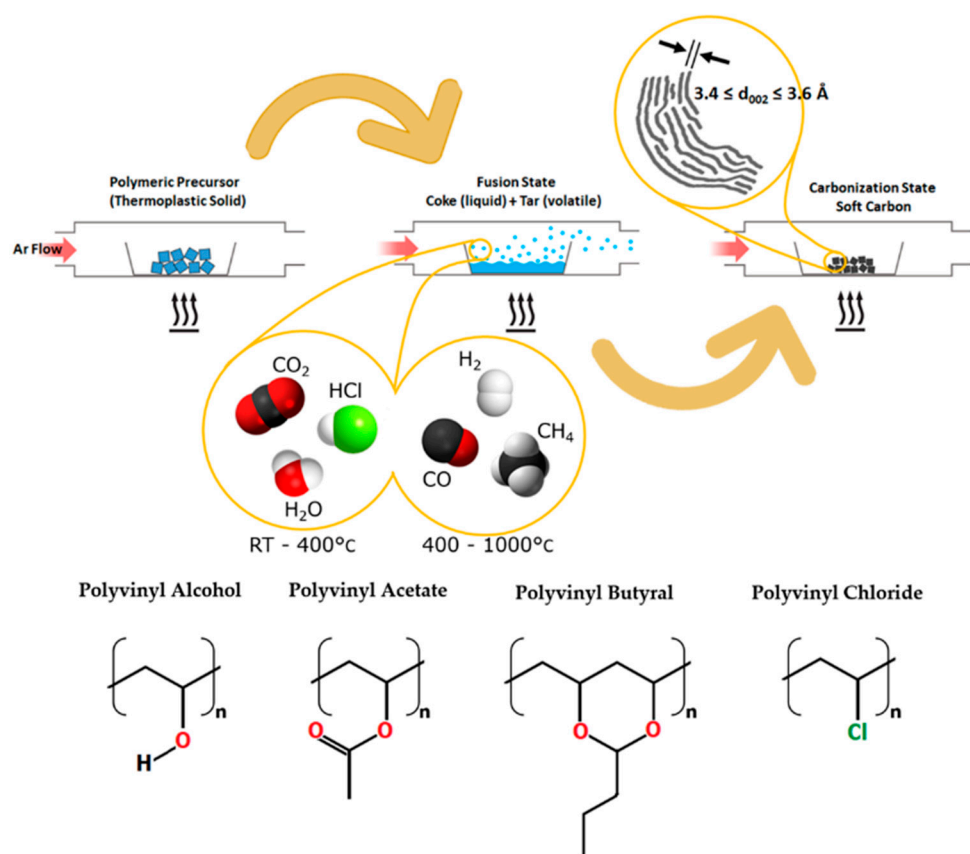 3.4 ≤ d₀₀₂ ≤ 3.6 Å
Polymeric Precursor
(Thermoplastic Solid)
Fusion State
Coke (liquid) + Tar (volatile)
Carbonization State
Soft Carbon
Ar Flow
CO₂
HCl
H₂O
RT - 400°C
H₂
CO
CH₄
400 - 1000°C
Polyvinyl Alcohol
Polyvinyl Acetate
Polyvinyl Butyral
Polyvinyl Chloride
n
H
O
n
O
O
n
O
O
n
Cl